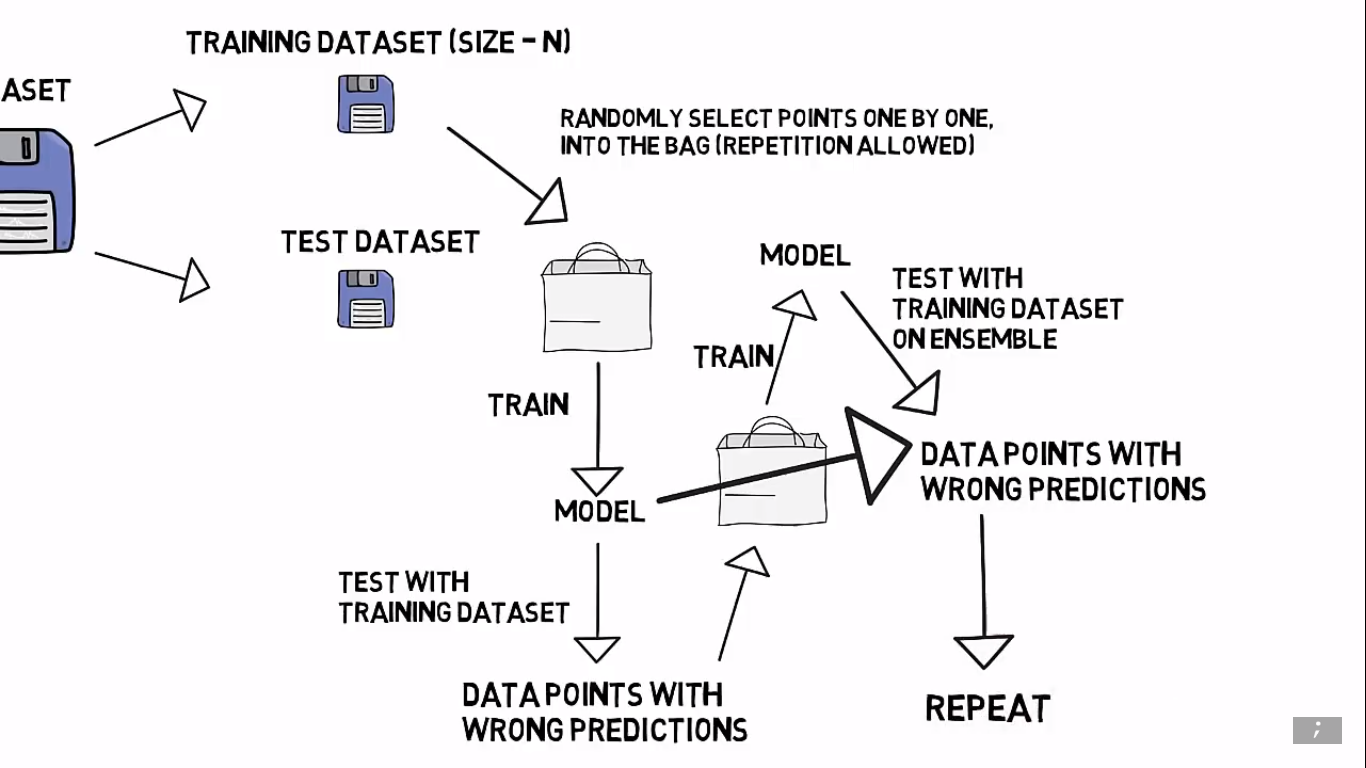 TRAINING DATASET (SIZE - N)
ASET
RANDOMLY SELECT POINTS ONE BY ONE,
INTO THE BAG (REPETITION ALLOWED)
TEST DATASET
MODEL
TEST WITH
TRAINING DATASET
ON ENSEMBLE
TRAIN
TRAIN
DATA POINTS WITH
WRONG PREDICTIONS
MODEL
TEST WITH
TRAINING DATASET
DATA POINTS WITH
WRONG PREDICTIONS
REPEAT
;